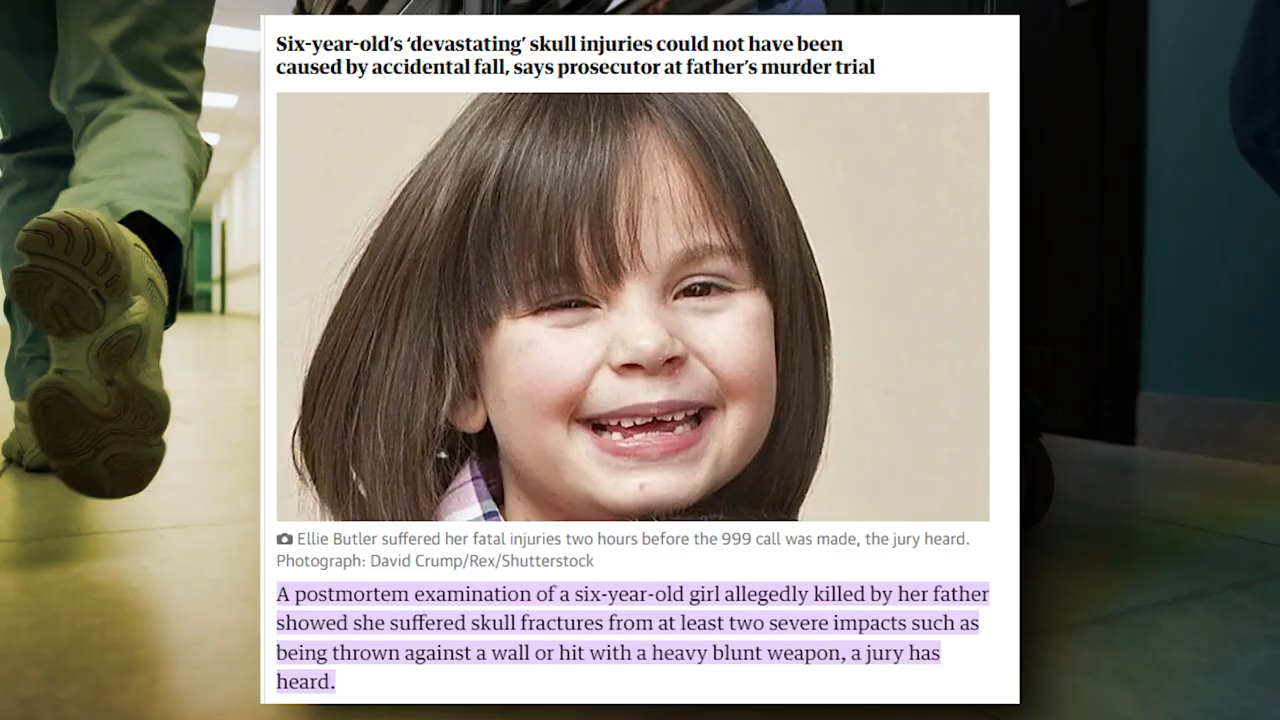 Six-year-old’s ‘devastating’ skull injuries could not have been
caused by accidental fall, says prosecutor at father’s murder trial
Ellie Butler suffered her fatal injuries two hours before the 999 call was made, the jury heard.
Photograph: David Crump/Rex/Shutterstock
A postmortem examination of a six-year-old girl allegedly killed by her father
showed she suffered skull fractures from at least two severe impacts such as
being thrown against a wall or hit with a heavy blunt weapon, a jury has
heard.